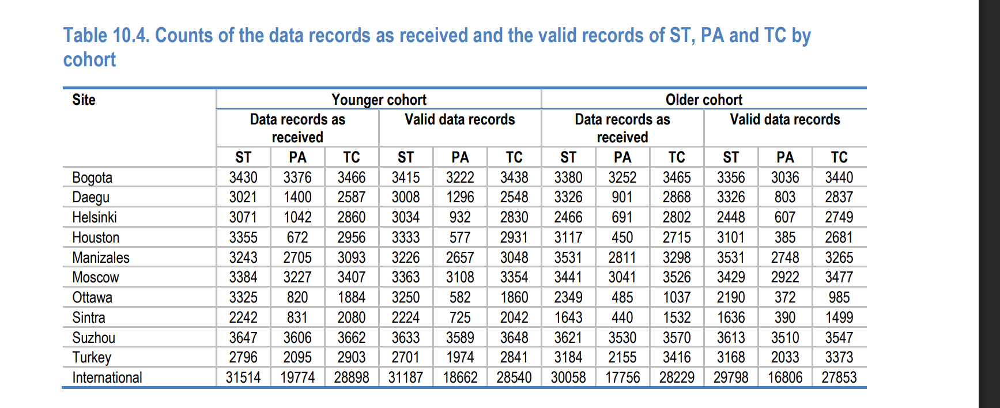 Table 10.4. Counts of the data records as received and the valid records of ST, PA and TC by
cohort
Site Younger cohort Older cohort
Data records as received Valid data records Data records as received Valid data records
ST PA TC ST PA TC ST PA TC ST PA TC
Bogota 3430 3376 3466 3415 3222 3438 3380 3252 3465 3356 3036 3440
Daegu 3021 1400 2587 3008 1296 2548 3326 901 2868 3326 803 2837
Helsinki 3071 1042 2860 3034 932 2830 2466 691 2802 2448 607 2749
Houston 3355 672 2956 3333 577 2931 3117 450 2715 3101 385 2681
Manizales 3243 2705 3093 3226 2657 3048 3531 2811 3298 3531 2748 3265
Moscow 3384 3227 3407 3363 3108 3354 3441 3041 3526 3429 2922 3477
Ottawa 3325 820 1884 3250 582 1860 2349 485 1037 2190 372 985
Sintra 2242 831 2080 2224 725 2042 1643 440 1532 1636 390 1499
Suzhou 3647 3606 3662 3633 3589 3648 3621 3530 3570 3613 3510 3547
Turkey 2796 2095 2903 2701 1974 2841 3184 2155 3416 3168 2033 3373
International 31514 19774 28898 31187 18662 28540 30058 17756 28229 29798 16806 27853